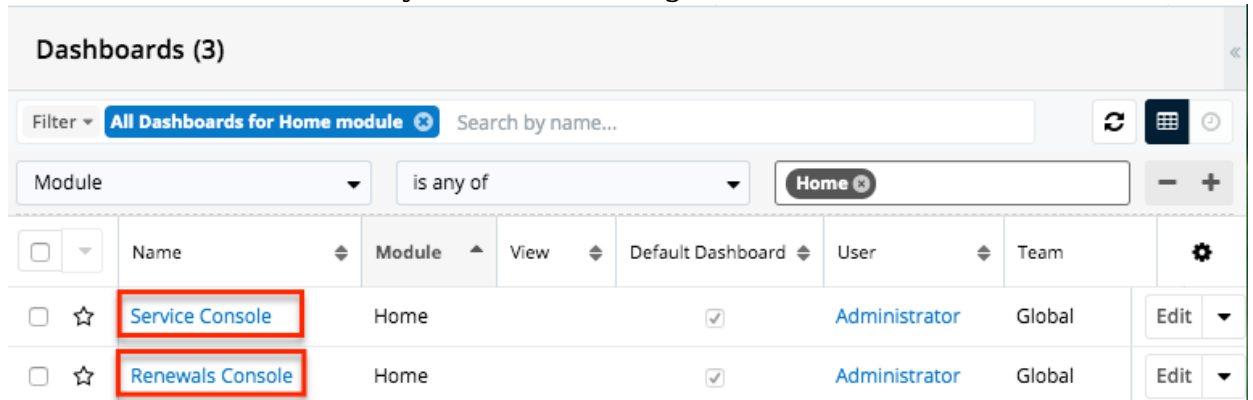 Dashboards (3)
Filter All Dashboards for Home module Search by name...
Module is any of Home
Name Module View Default Dashboard User Team
Service Console Home Administrator Global Edit
Renewals Console Home Administrator Global Edit